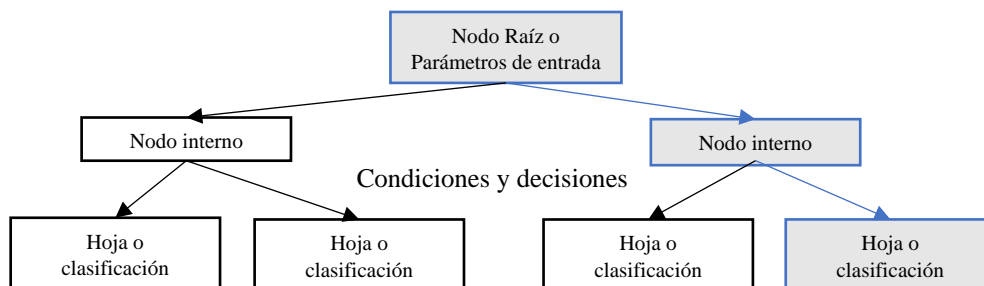 Nodo Raíz o
Parámetros de entrada
Nodo interno
Nodo interno
Condiciones y decisiones
Hoja o
clasificación
Hoja o
clasificación
Hoja o
clasificación
Hoja o
clasificación